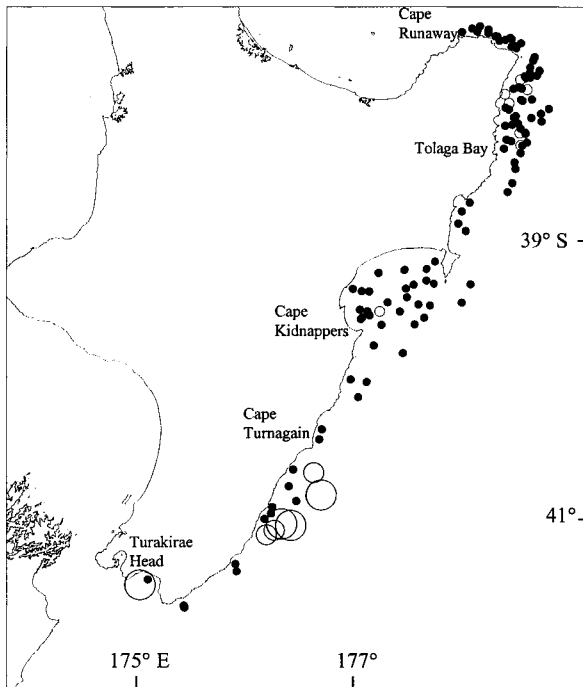 Cape
Runaway
Tolaga Bay
39° S
Cape
Kidnappers
Cape
Turnagain
41°
Turakirae
Head
175° E
177°